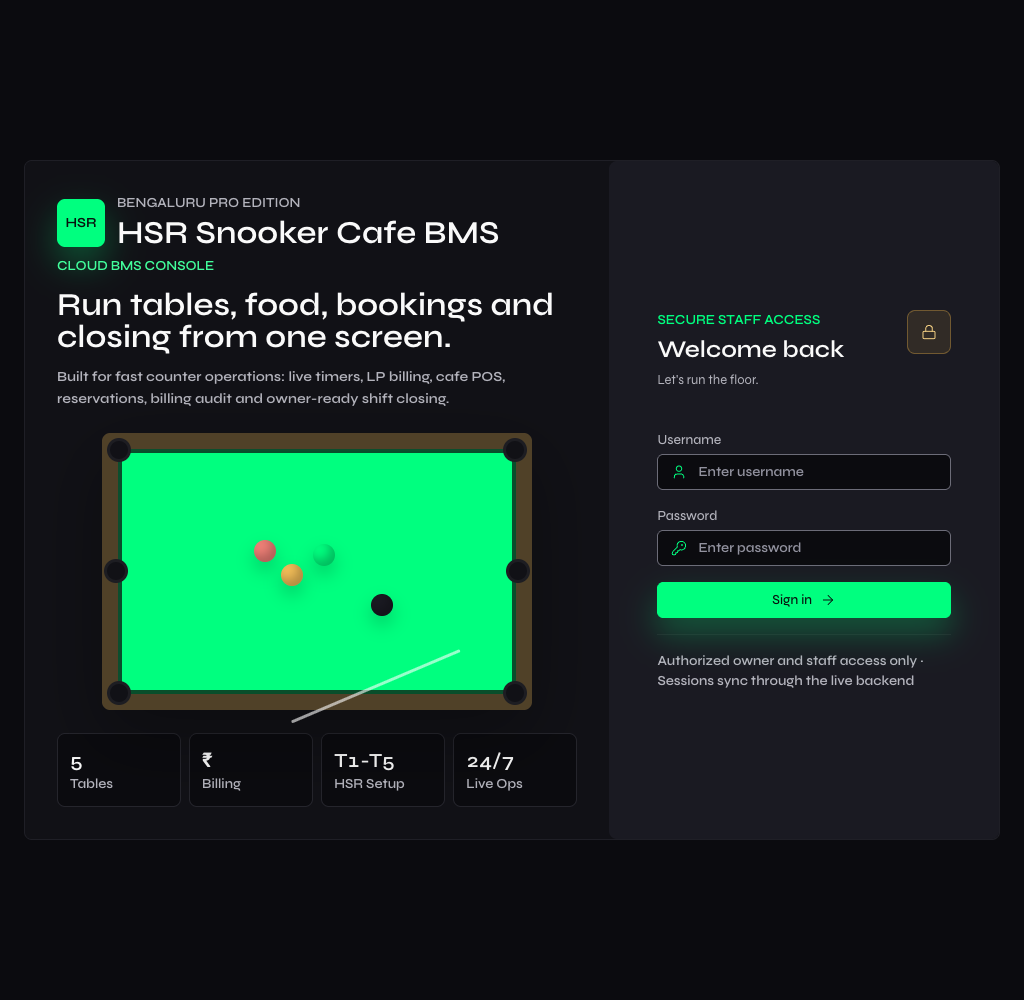 HSR
BENGALURU PRO EDITION
HSR Snooker Cafe BMS
CLOUD BMS CONSOLE
Run tables, food, bookings and
closing from one screen.
Built for fast counter operations: live timers, LP billing, cafe POS,
reservations, billing audit and owner-ready shift closing.
5
Tables
₹
Billing
T1-T5
HSR Setup
24/7
Live Ops
SECURE STAFF ACCESS
Welcome back
Let's run the floor.
Username
Enter username
Password
Enter password
Sign in
Authorized owner and staff access only ·
Sessions sync through the live backend